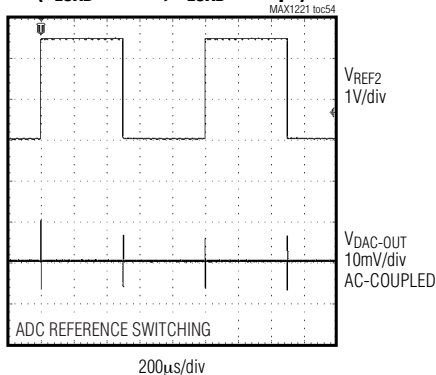 MAX1221 toc54
VREF2
1V/div
VDAC-OUT
10mV/div
AC-COUPLED
ADC REFERENCE SWITCHING
200µs/div